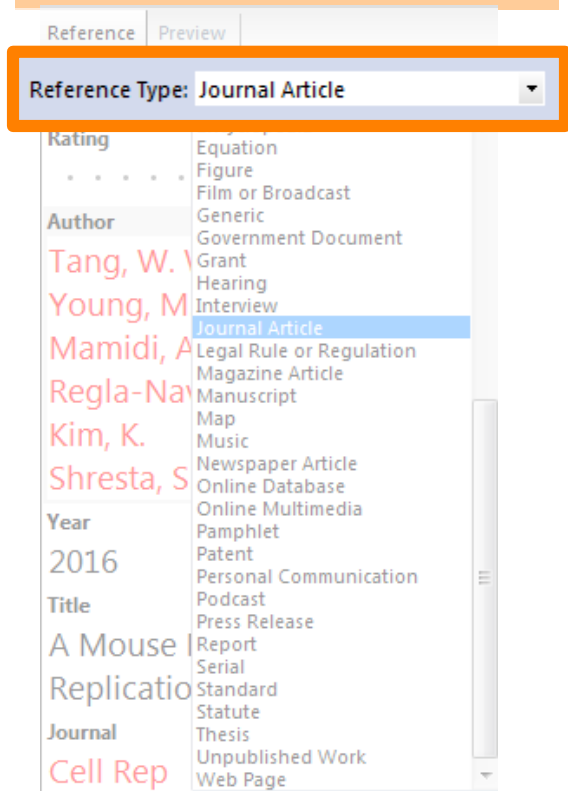 Reference Preview
Reference Type: Journal Article
Rating
Equation
Figure
Film or Broadcast
Generic
Government Document
Grant
Hearing
Interview
Journal Article
Legal Rule or Regulation
Magazine Article
Manuscript
Map
Music
Newspaper Article
Online Database
Online Multimedia
Pamphlet
Patent
Personal Communication
Podcast
Press Release
Report
Serial
Standard
Statute
Thesis
Unpublished Work
Web Page
Author
Tang, W.
Young, M
Mamidi, A
Regla-Nav
Kim, K.
Shresta, S
Year
2016
Title
A Mouse
Replicatio
Journal
Cell Rep